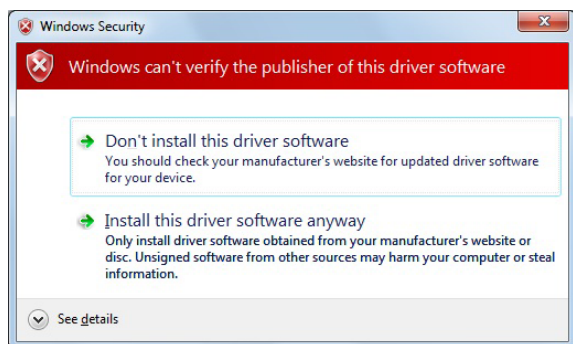 Windows Security
Windows can't verify the publisher of this driver software
Don't install this driver software
You should check your manufacturer's website for updated driver software
for your device.
Install this driver software anyway
Only install driver software obtained from your manufacturer's website or
disc. Unsigned software from other sources may harm your computer or steal
information.
See details